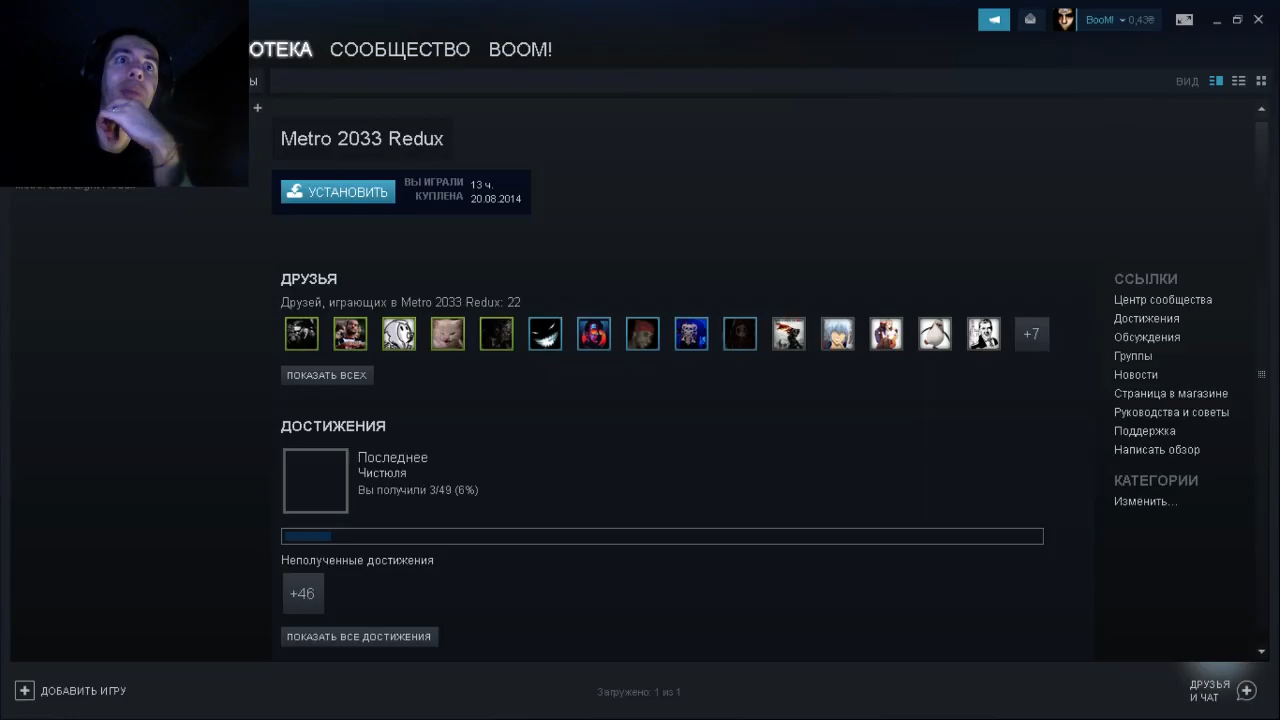 BooM! 0,43₴
ОТЕКА СООБЩЕСТВО BOOM!
Ы
ВИД
+
Metro 2033 Redux
УСТАНОВИТЬ
ВЫ ИГРАЛИ 13 ч.
КУПЛЕНА 20.08.2014
ДРУЗЬЯ
Друзей, играющих в Metro 2033 Redux: 22
+7
ПОКАЗАТЬ ВСЕХ
ДОСТИЖЕНИЯ
Последнее
Чистюля
Вы получили 3/49 (6%)
Неполученные достижения
+46
ПОКАЗАТЬ ВСЕ ДОСТИЖЕНИЯ
ССЫЛКИ
Центр сообщества
Достижения
Обсуждения
Группы
Новости
Страница в магазине
Руководства и советы
Поддержка
Написать обзор
КАТЕГОРИИ
Изменить...
ДОБАВИТЬ ИГРУ
Загружено: 1 из 1
ДРУЗЬЯ
И ЧАТ